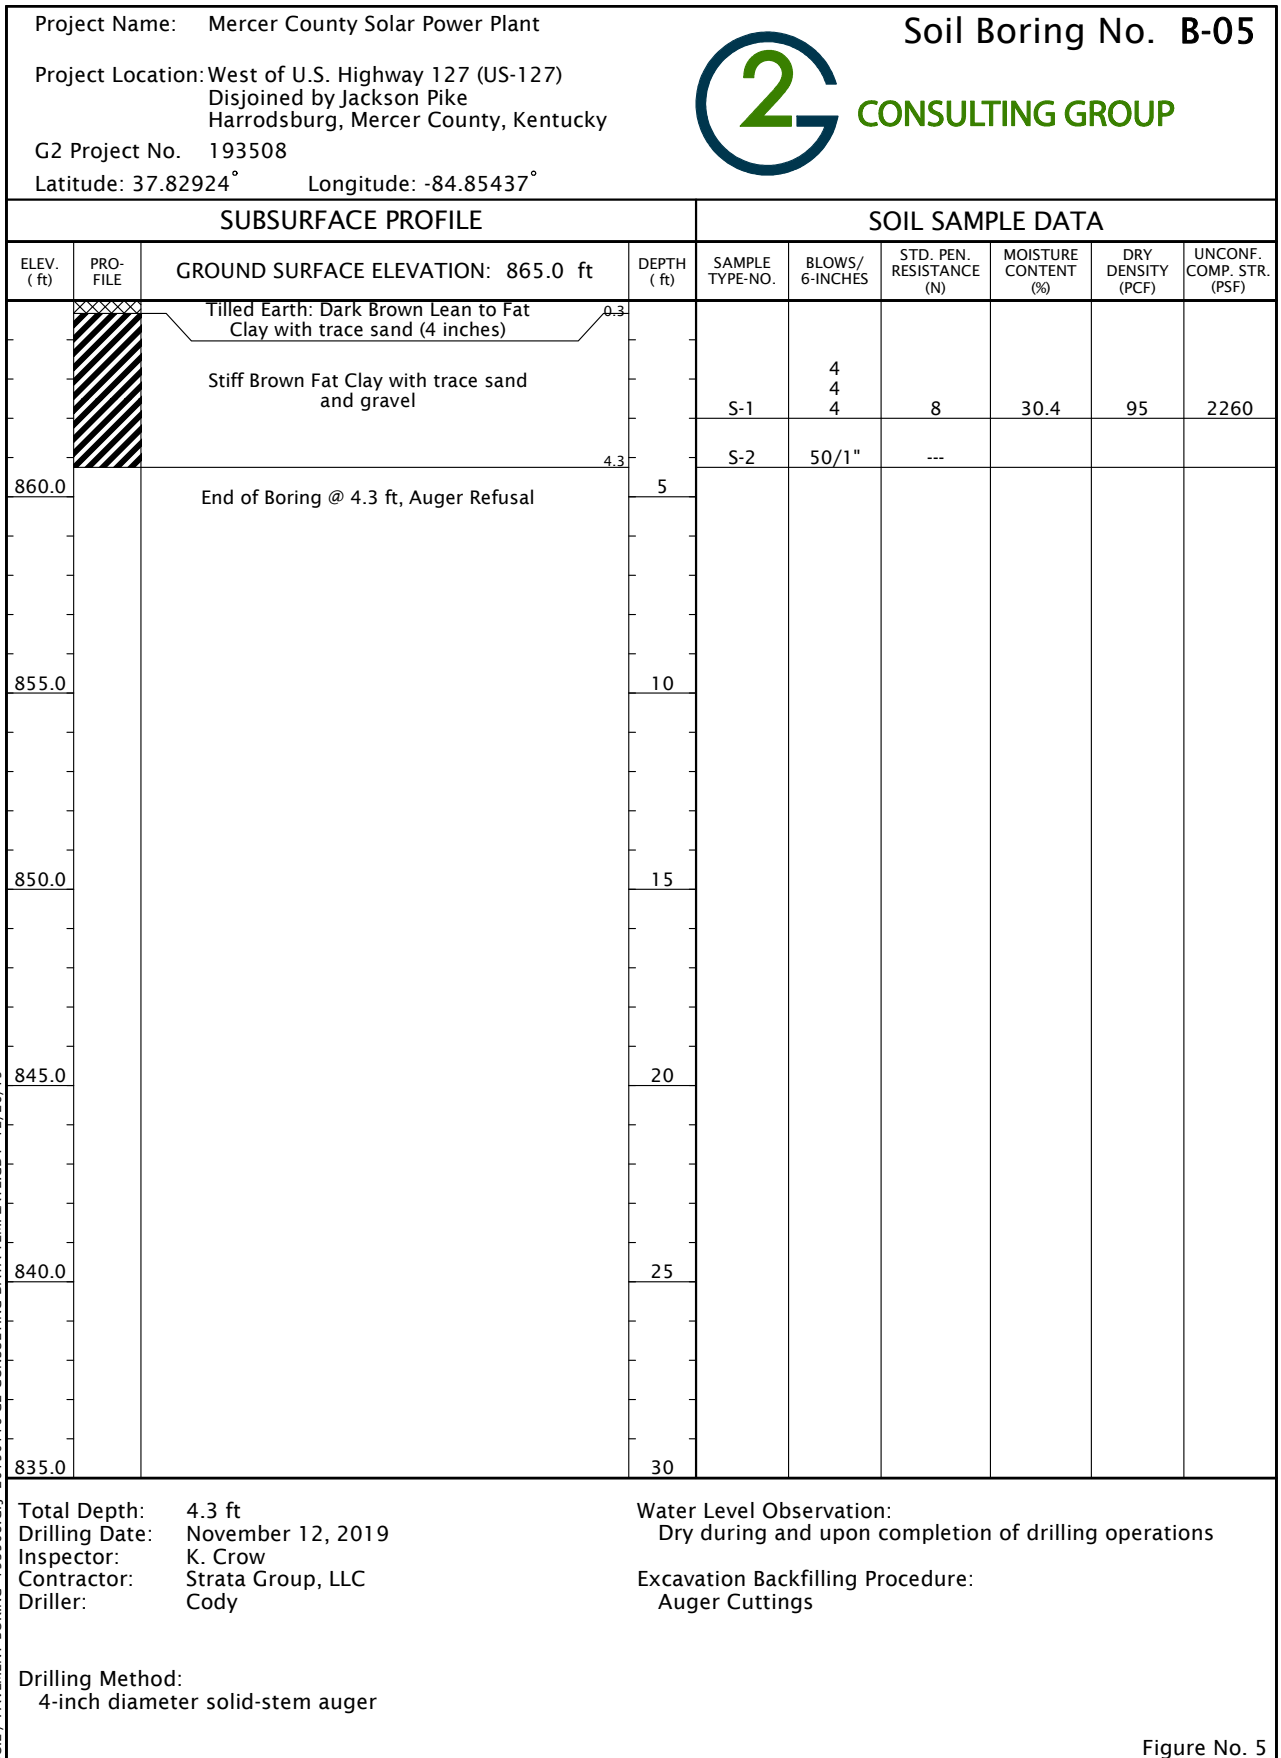 Project Name: Mercer County Solar Power Plant
Project Location: West of U.S. Highway 127 (US-127)
Disjoined by Jackson Pike
Harrodsburg, Mercer County, Kentucky
G2 Project No. 193508
Latitude: 37.82924° Longitude: -84.85437°
Soil Boring No. B-05
G2 CONSULTING GROUP
SUBSURFACE PROFILE
SOIL SAMPLE DATA
ELEV. ( ft)
PRO-FILE
GROUND SURFACE ELEVATION: 865.0 ft
DEPTH ( ft)
SAMPLE TYPE-NO.
BLOWS/ 6-INCHES
STD. PEN. RESISTANCE (N)
MOISTURE CONTENT (%)
DRY DENSITY (PCF)
UNCONF. COMP. STR. (PSF)
Tilled Earth: Dark Brown Lean to Fat 0.3
Clay with trace sand (4 inches)
Stiff Brown Fat Clay with trace sand
and gravel
4
4
S-1 4 8 30.4 95 2260
4.3 S-2 50/1" ---
860.0 5
End of Boring @ 4.3 ft, Auger Refusal
855.0 10
850.0 15
845.0 20
840.0 25
835.0 30
Total Depth: 4.3 ft
Drilling Date: November 12, 2019
Inspector: K. Crow
Contractor: Strata Group, LLC
Driller: Cody
Water Level Observation:
Dry during and upon completion of drilling operations
Excavation Backfilling Procedure:
Auger Cuttings
Drilling Method:
4-inch diameter solid-stem auger
Figure No. 5